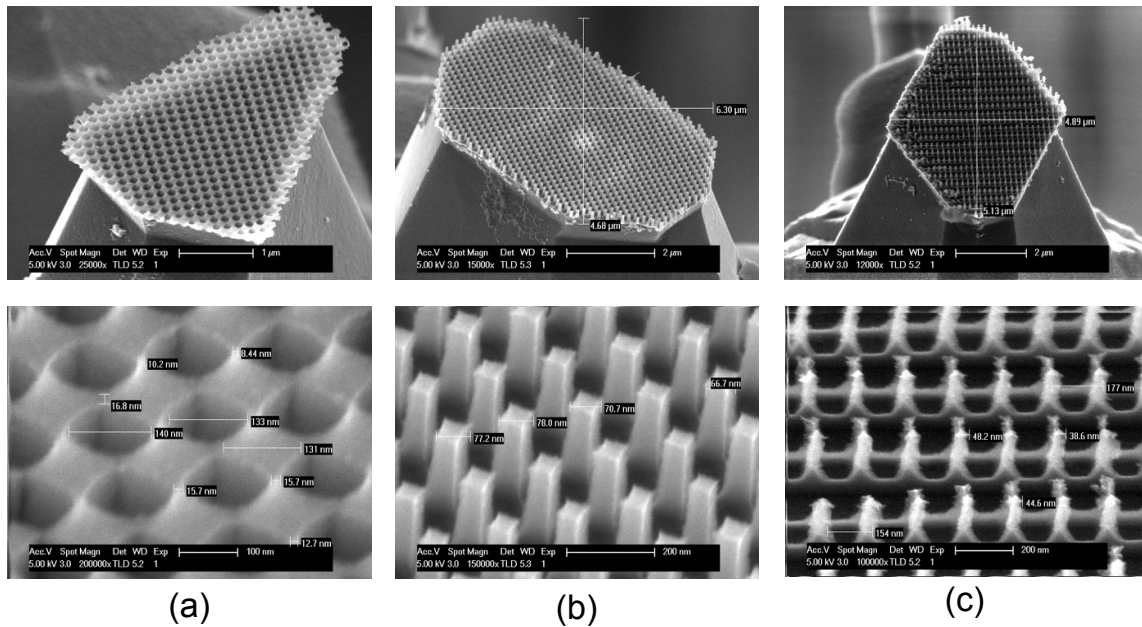 Acc.V Spot Magn Det WD Exp
5.00 kV 3.0 25000x TLD 5.2 1
1 µm
6.30 µm
4.68 µm
Acc.V Spot Magn Det WD Exp
5.00 kV 3.0 15000x TLD 5.3 1
2 µm
4.89 µm
5.13 µm
Acc.V Spot Magn Det WD Exp
5.00 kV 3.0 12000x TLD 5.2 1
2 µm
10.2 nm
8.44 nm
16.8 nm
133 nm
140 nm
131 nm
15.7 nm
15.7 nm
12.7 nm
Acc.V Spot Magn Det WD Exp
5.00 kV 3.0 200000x TLD 5.2 1
100 nm
66.7 nm
70.7 nm
78.0 nm
77.2 nm
Acc.V Spot Magn Det WD Exp
5.00 kV 3.0 150000x TLD 5.3 1
200 nm
177 nm
48.2 nm
38.6 nm
44.6 nm
154 nm
Acc.V Spot Magn Det WD Exp
5.00 kV 3.0 100000x TLD 5.2 1
200 nm
(a)
(b)
(c)